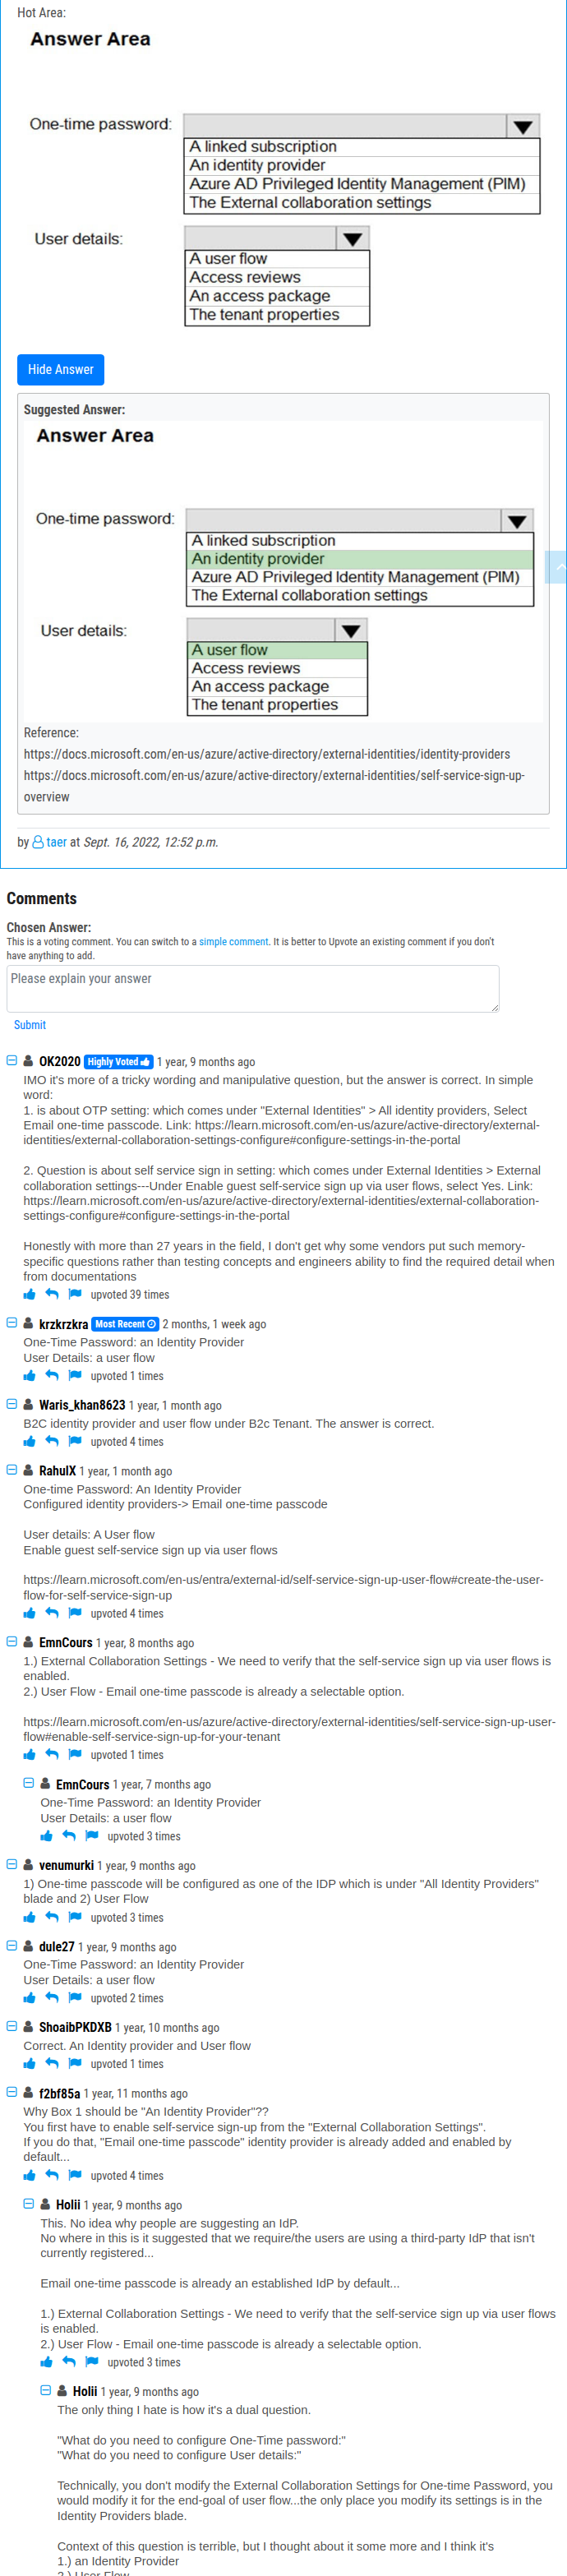 Hot Area:
Answer Area
One-time password:
A linked subscription
An identity provider
Azure AD Privileged Identity Management (PIM)
The External collaboration settings
User details:
A user flow
Access reviews
An access package
The tenant properties
Hide Answer
Suggested Answer:
Answer Area
One-time password:
A linked subscription
An identity provider
Azure AD Privileged Identity Management (PIM)
The External collaboration settings
User details:
A user flow
Access reviews
An access package
The tenant properties
Reference:
https://docs.microsoft.com/en-us/azure/active-directory/external-identities/identity-providers
https://docs.microsoft.com/en-us/azure/active-directory/external-identities/self-service-sign-up-
overview
by taer at Sept. 16, 2022, 12:52 p.m.
Comments
Chosen Answer:
This is a voting comment. You can switch to a simple comment. It is better to Upvote an existing comment if you don't
have anything to add.
Please explain your answer
Submit
OK2020 Highly Voted 1 year, 9 months ago
IMO it's more of a tricky wording and manipulative question, but the answer is correct. In simple
word:
1. is about OTP setting: which comes under "External Identities" > All identity providers, Select
Email one-time passcode. Link: https://learn.microsoft.com/en-us/azure/active-directory/external-
identities/external-collaboration-settings-configure#configure-settings-in-the-portal
2. Question is about self service sign in setting: which comes under External Identities > External
collaboration settings---Under Enable guest self-service sign up via user flows, select Yes. Link:
https://learn.microsoft.com/en-us/azure/active-directory/external-identities/external-collaboration-
settings-configure#configure-settings-in-the-portal
Honestly with more than 27 years in the field, I don't get why some vendors put such memory-
specific questions rather than testing concepts and engineers ability to find the required detail when
from documentations
upvoted 39 times
krzkrzkra Most Recent 2 months, 1 week ago
One-Time Password: an Identity Provider
User Details: a user flow
upvoted 1 times
Waris_khan8623 1 year, 1 month ago
B2C identity provider and user flow under B2c Tenant. The answer is correct.
upvoted 4 times
RahulX 1 year, 1 month ago
One-time Password: An Identity Provider
Configured identity providers-> Email one-time passcode
User details: A User flow
Enable guest self-service sign up via user flows
https://learn.microsoft.com/en-us/entra/external-id/self-service-sign-up-user-flow#create-the-user-
flow-for-self-service-sign-up
upvoted 4 times
EmnCours 1 year, 8 months ago
1.) External Collaboration Settings - We need to verify that the self-service sign up via user flows is
enabled.
2.) User Flow - Email one-time passcode is already a selectable option.
https://learn.microsoft.com/en-us/azure/active-directory/external-identities/self-service-sign-up-user-
flow#enable-self-service-sign-up-for-your-tenant
upvoted 1 times
EmnCours 1 year, 7 months ago
One-Time Password: an Identity Provider
User Details: a user flow
upvoted 3 times
venumurki 1 year, 9 months ago
1) One-time passcode will be configured as one of the IDP which is under "All Identity Providers"
blade and 2) User Flow
upvoted 3 times
dule27 1 year, 9 months ago
One-Time Password: an Identity Provider
User Details: a user flow
upvoted 2 times
ShoaibPKDXB 1 year, 10 months ago
Correct. An Identity provider and User flow
upvoted 1 times
f2bf85a 1 year, 11 months ago
Why Box 1 should be "An Identity Provider"??
You first have to enable self-service sign-up from the "External Collaboration Settings".
If you do that, "Email one-time passcode" identity provider is already added and enabled by
default...
upvoted 4 times
Holii 1 year, 9 months ago
This. No idea why people are suggesting an IdP.
No where in this is it suggested that we require/the users are using a third-party IdP that isn't
currently registered...
Email one-time passcode is already an established IdP by default...
1.) External Collaboration Settings - We need to verify that the self-service sign up via user flows
is enabled.
2.) User Flow - Email one-time passcode is already a selectable option.
upvoted 3 times
Holii 1 year, 9 months ago
The only thing I hate is how it's a dual question.
"What do you need to configure One-Time password:"
"What do you need to configure User details:"
Technically, you don't modify the External Collaboration Settings for One-time Password, you
would modify it for the end-goal of user flow...the only place you modify its settings is in the
Identity Providers blade.
Context of this question is terrible, but I thought about it some more and I think it's
1.) an Identity Provider
2.) User Flow